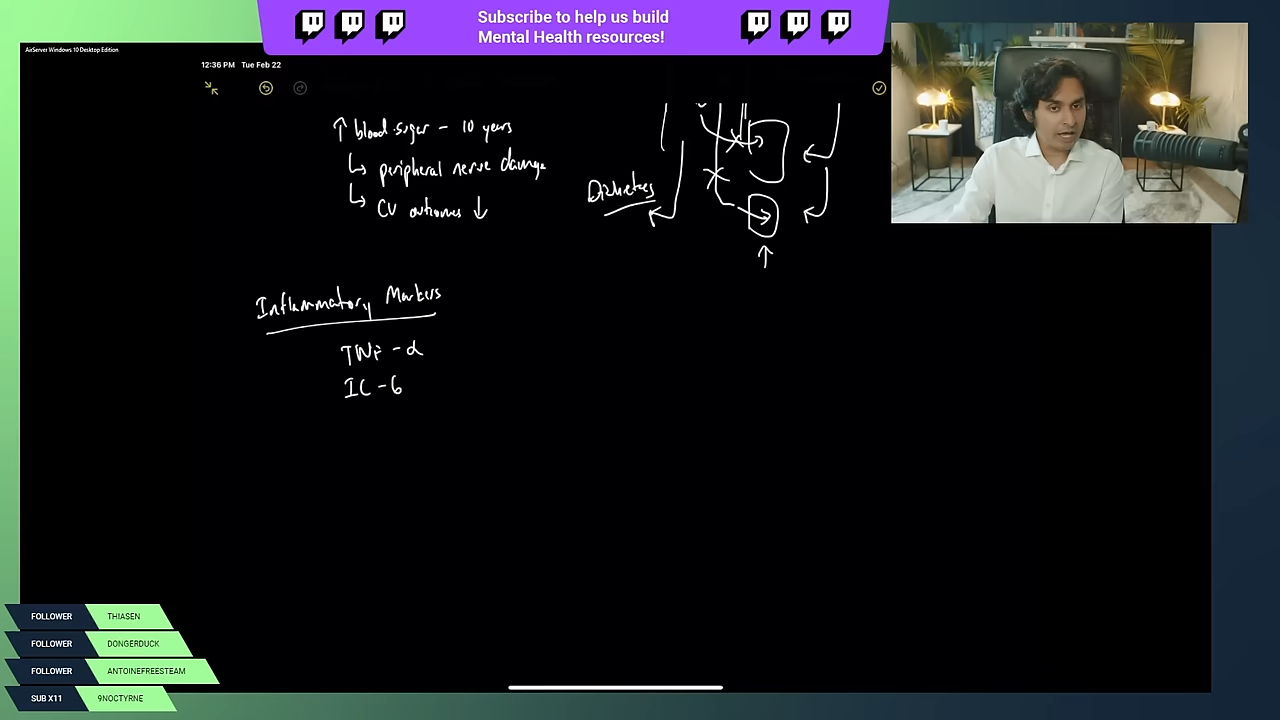 Subscribe to help us build
Mental Health resources!
AirServer Windows 10 Desktop Edition
12:36 PM Tue Feb 22
↑ blood sugar - 10 years
↳ peripheral nerve damage
↳ CV outcomes ↓
Diabetes
Inflammatory Markers
TNF - α
IL - 6
FOLLOWER THIASEN
FOLLOWER DONGERDUCK
FOLLOWER ANTOINEFREESTEAM
SUB X11 9NOCTYRNE